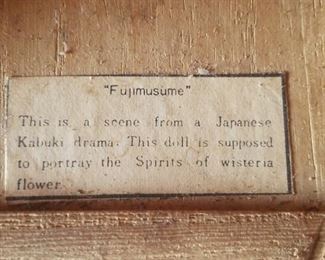 "Fujimusume"
This is a scene from a Japanese
Kabuki drama. This doll is supposed
to portray the Spirits of wisteria
flower.